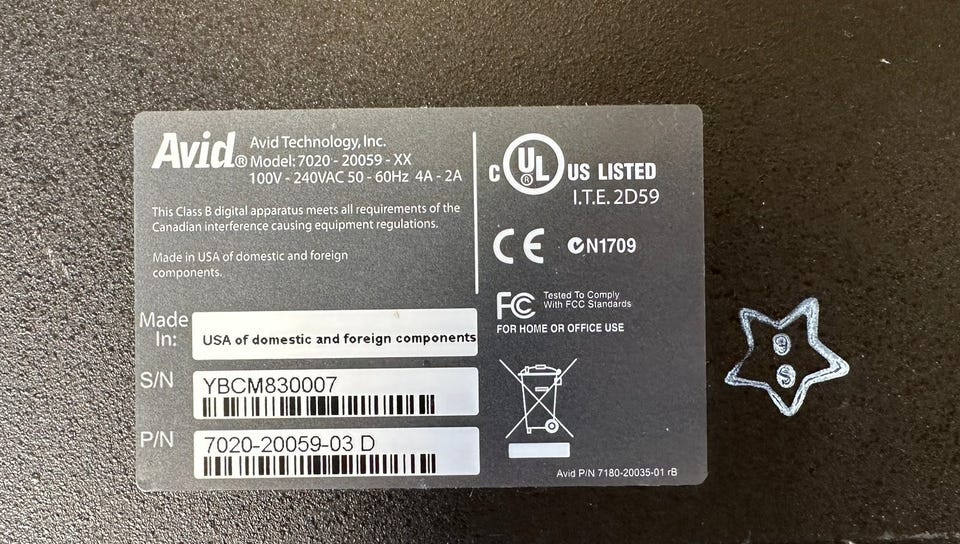 Avid® Avid Technology, Inc.
Model: 7020 - 20059 - XX
100V - 240VAC 50 - 60Hz 4A - 2A
This Class B digital apparatus meets all requirements of the
Canadian interference causing equipment regulations.
Made in USA of domestic and foreign
components.
Made
In:
USA of domestic and foreign components
S/N
YBCM830007
P/N
7020-20059-03 D
C UL® US LISTED
I.T.E. 2D59
CE
N1709
FC Tested To Comply
With FCC Standards
FOR HOME OR OFFICE USE
Avid P/N 7180-20035-01 rB
9
S